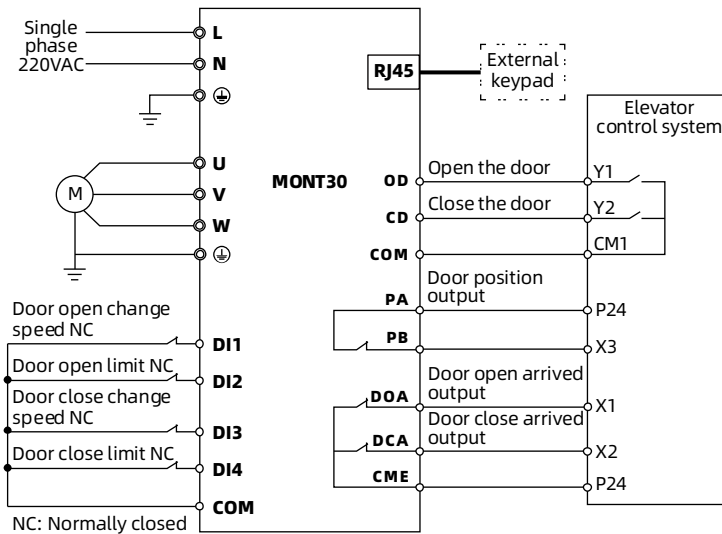 Single
phase
220VAC
L
N
RJ45
External
keypad
Elevator
control system
U
V
W
M
MONT30
OD
Open the door
Y1
CD
Close the door
Y2
COM
CM1
PA
Door position
output
P24
PB
X3
Door open change
speed NC
DI1
Door open limit NC
DI2
Door close change
speed NC
DI3
Door close limit NC
DI4
COM
NC: Normally closed
DOA
Door open arrived
output
X1
DCA
Door close arrived
output
X2
CME
P24